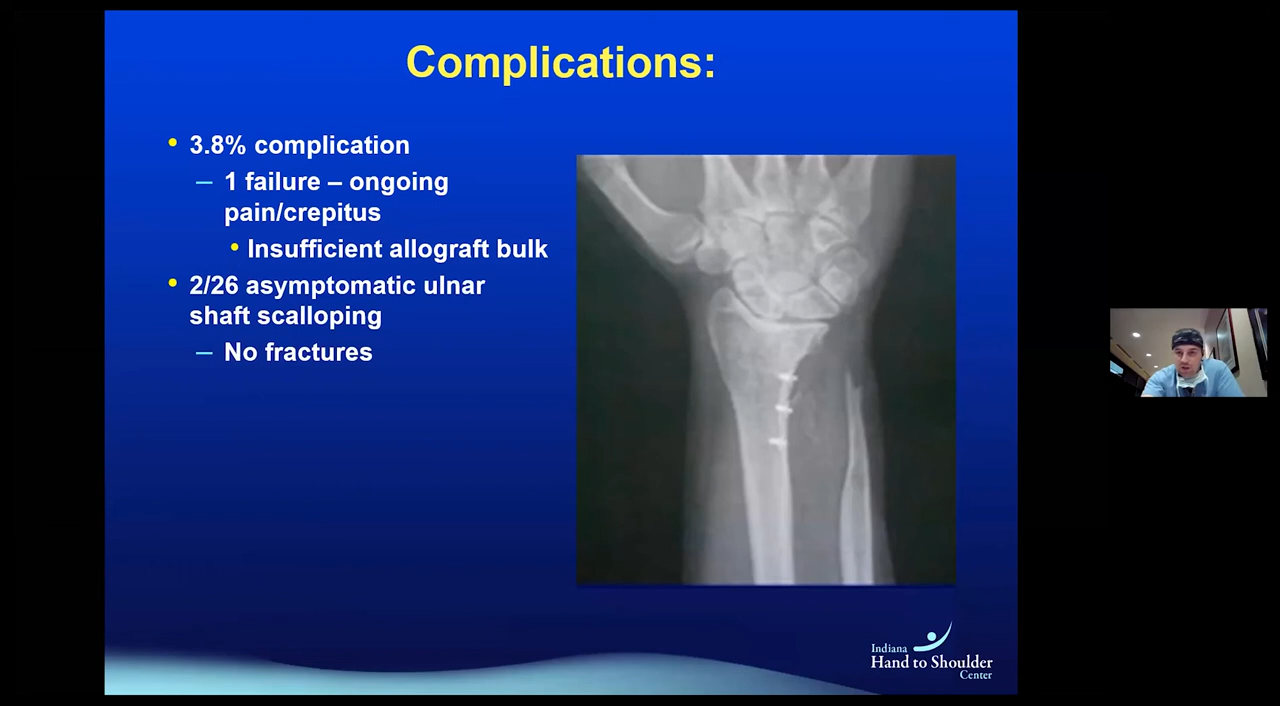 Complications:
• 3.8% complication
– 1 failure – ongoing
pain/crepitus
• Insufficient allograft bulk
• 2/26 asymptomatic ulnar
shaft scalloping
– No fractures
Indiana
Hand to Shoulder
Center